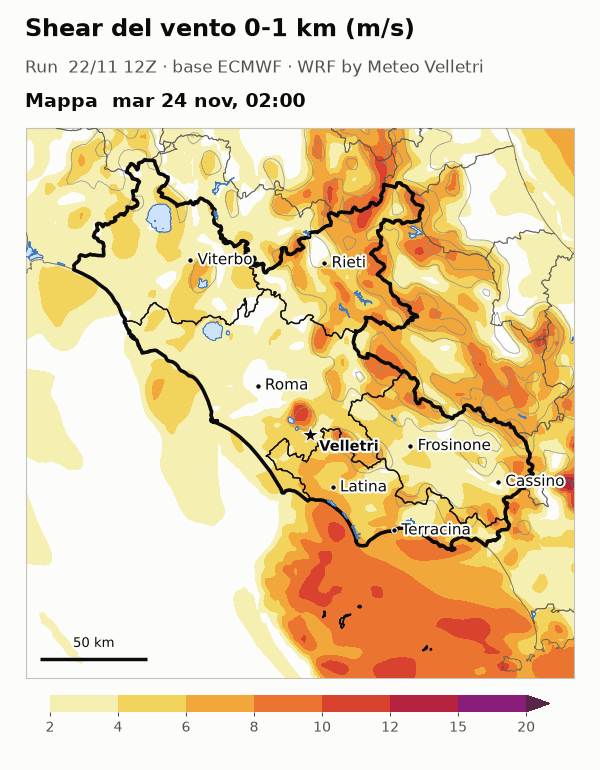 Shear del vento 0-1 km (m/s)
Run  22/11 12Z · base ECMWF · WRF by Meteo Velletri
Mappa  mar 24 nov, 02:00
Viterbo
Rieti
Roma
Velletri
Frosinone
Cassino
Latina
Terracina
50 km
2 4 6 8 10 12 15 20